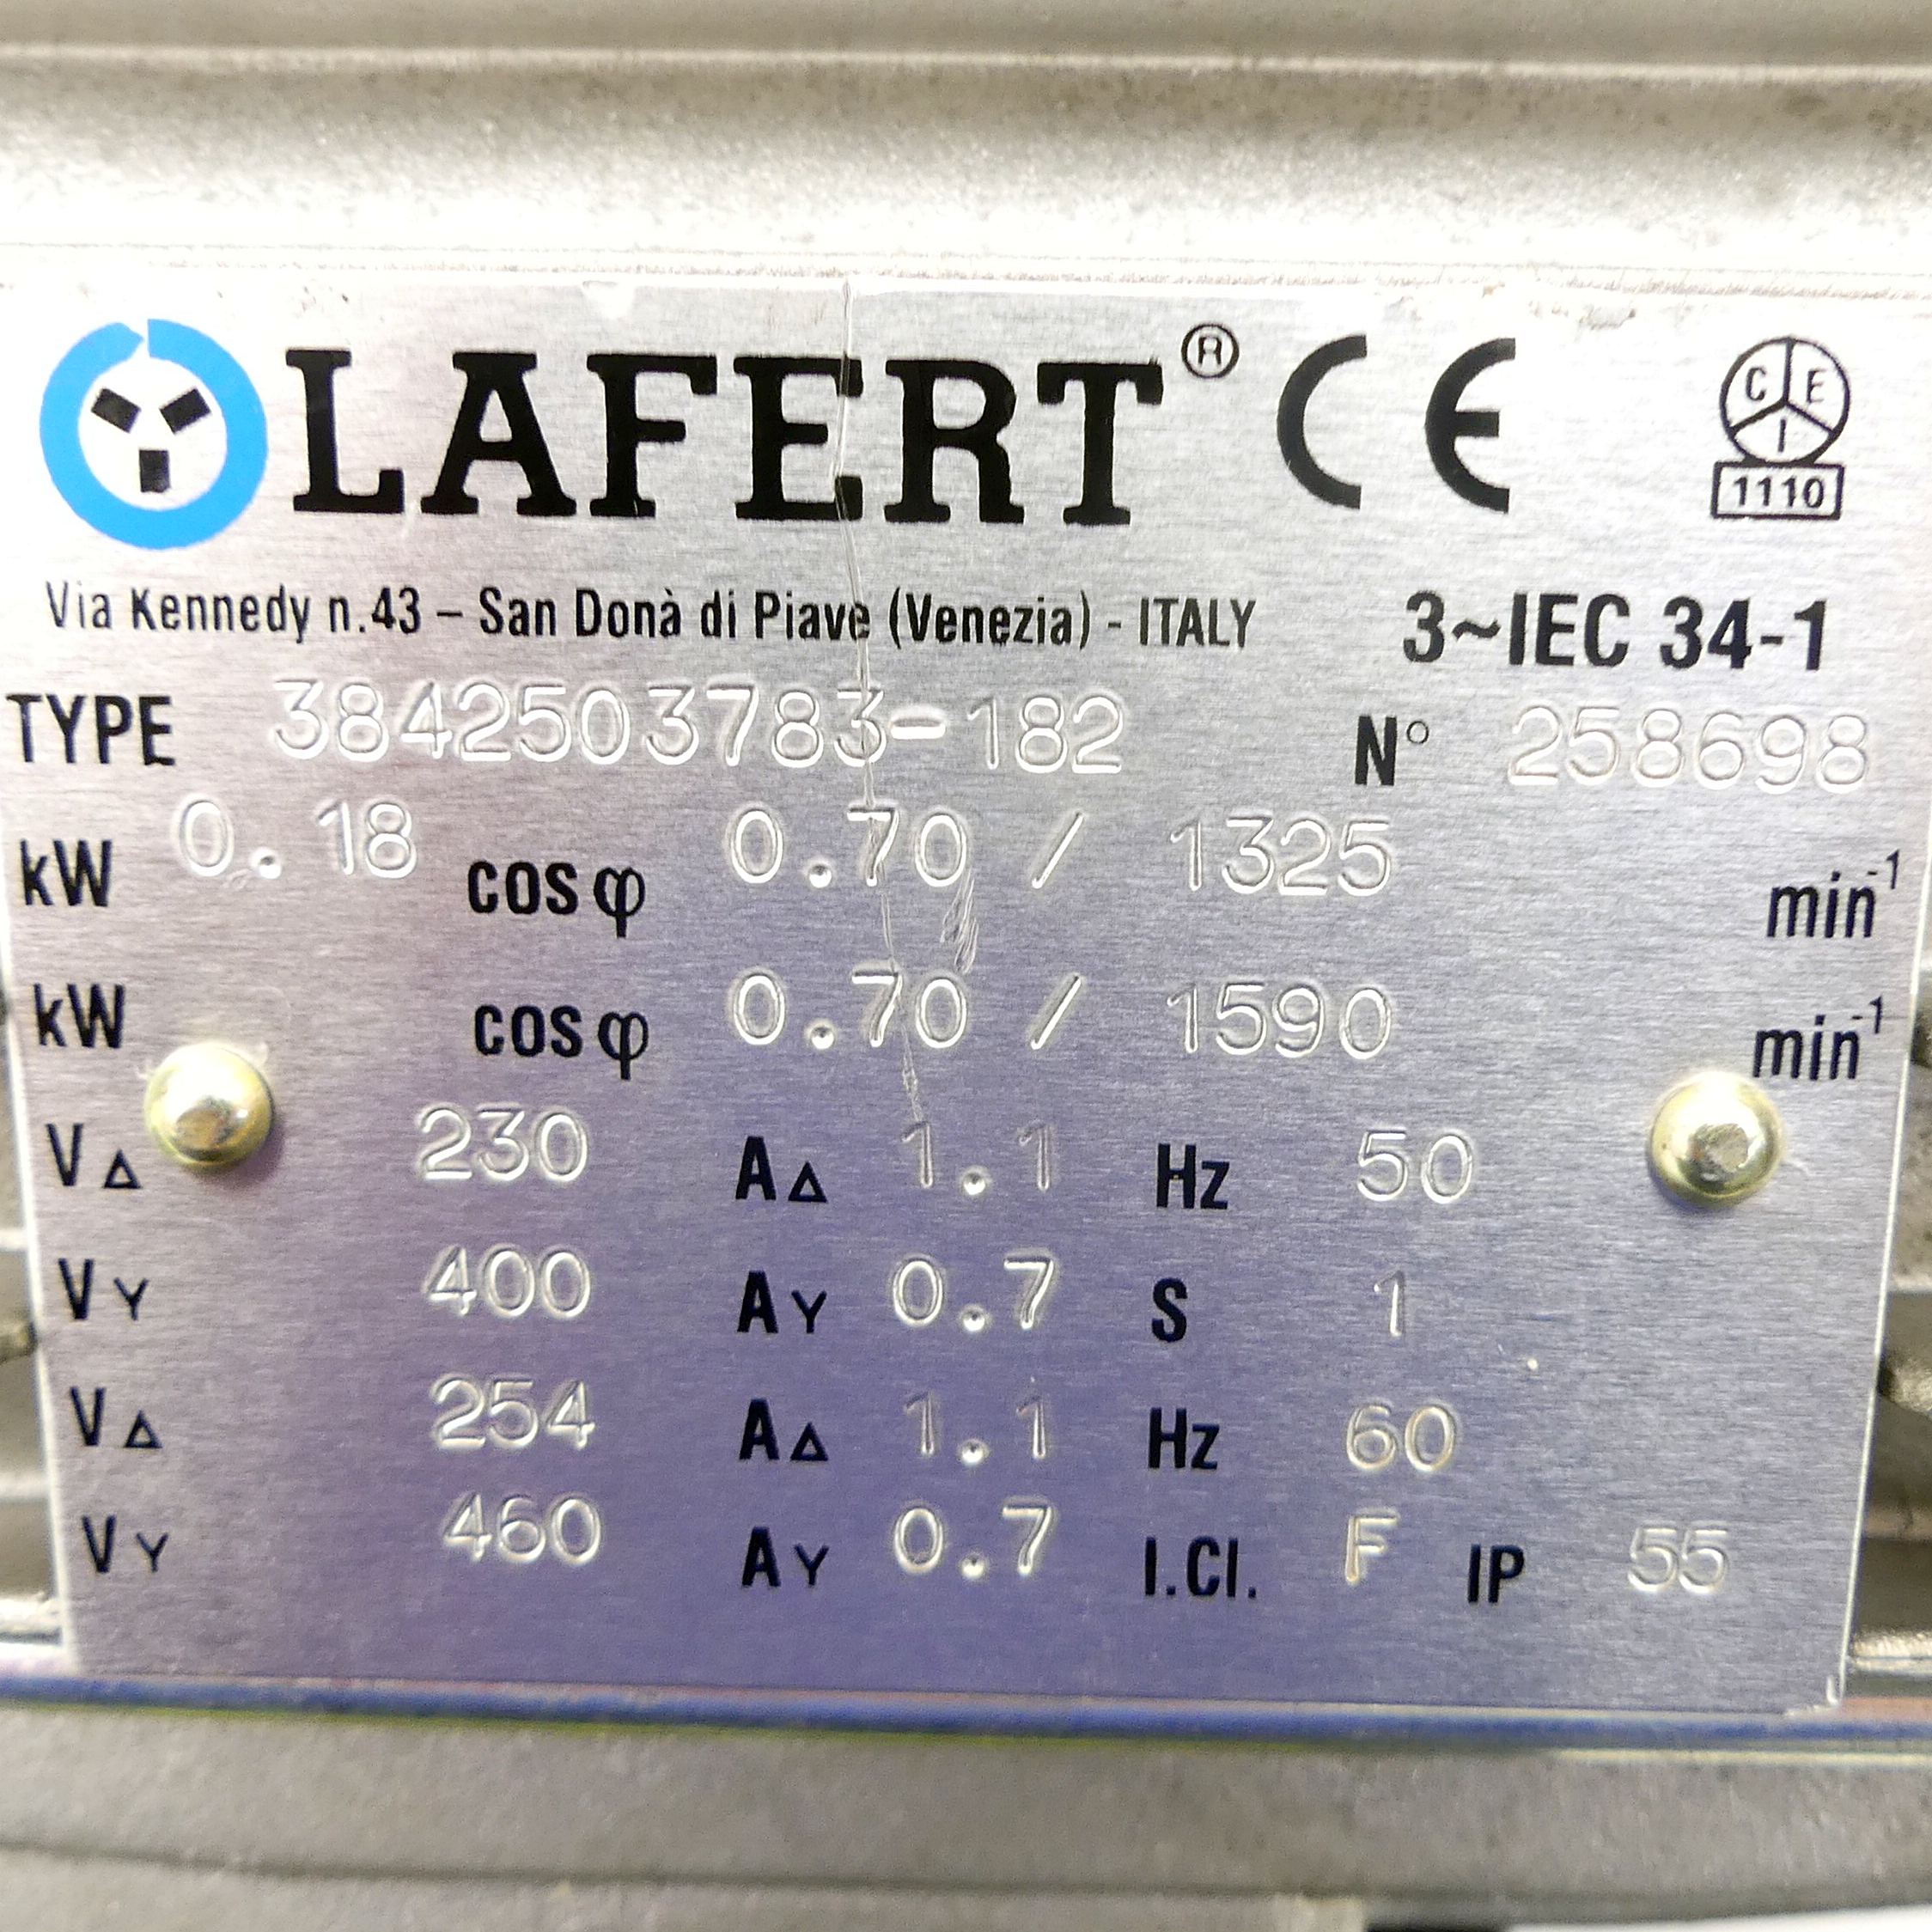 LAFERT® CE CEI
1110
Via Kennedy n.43 – San Donà di Piave (Venezia) - ITALY 3~IEC 34-1
TYPE 3842503783-182 N° 258698
kW 0.18 cos φ 0.70 / 1325 min-1
kW cos φ 0.70 / 1590 min-1
V△ 230 A△ 1.1 Hz 50
VY 400 AY 0.7 S 1
V△ 254 A△ 1.1 Hz 60
VY 460 AY 0.7 I.Cl. F IP 55